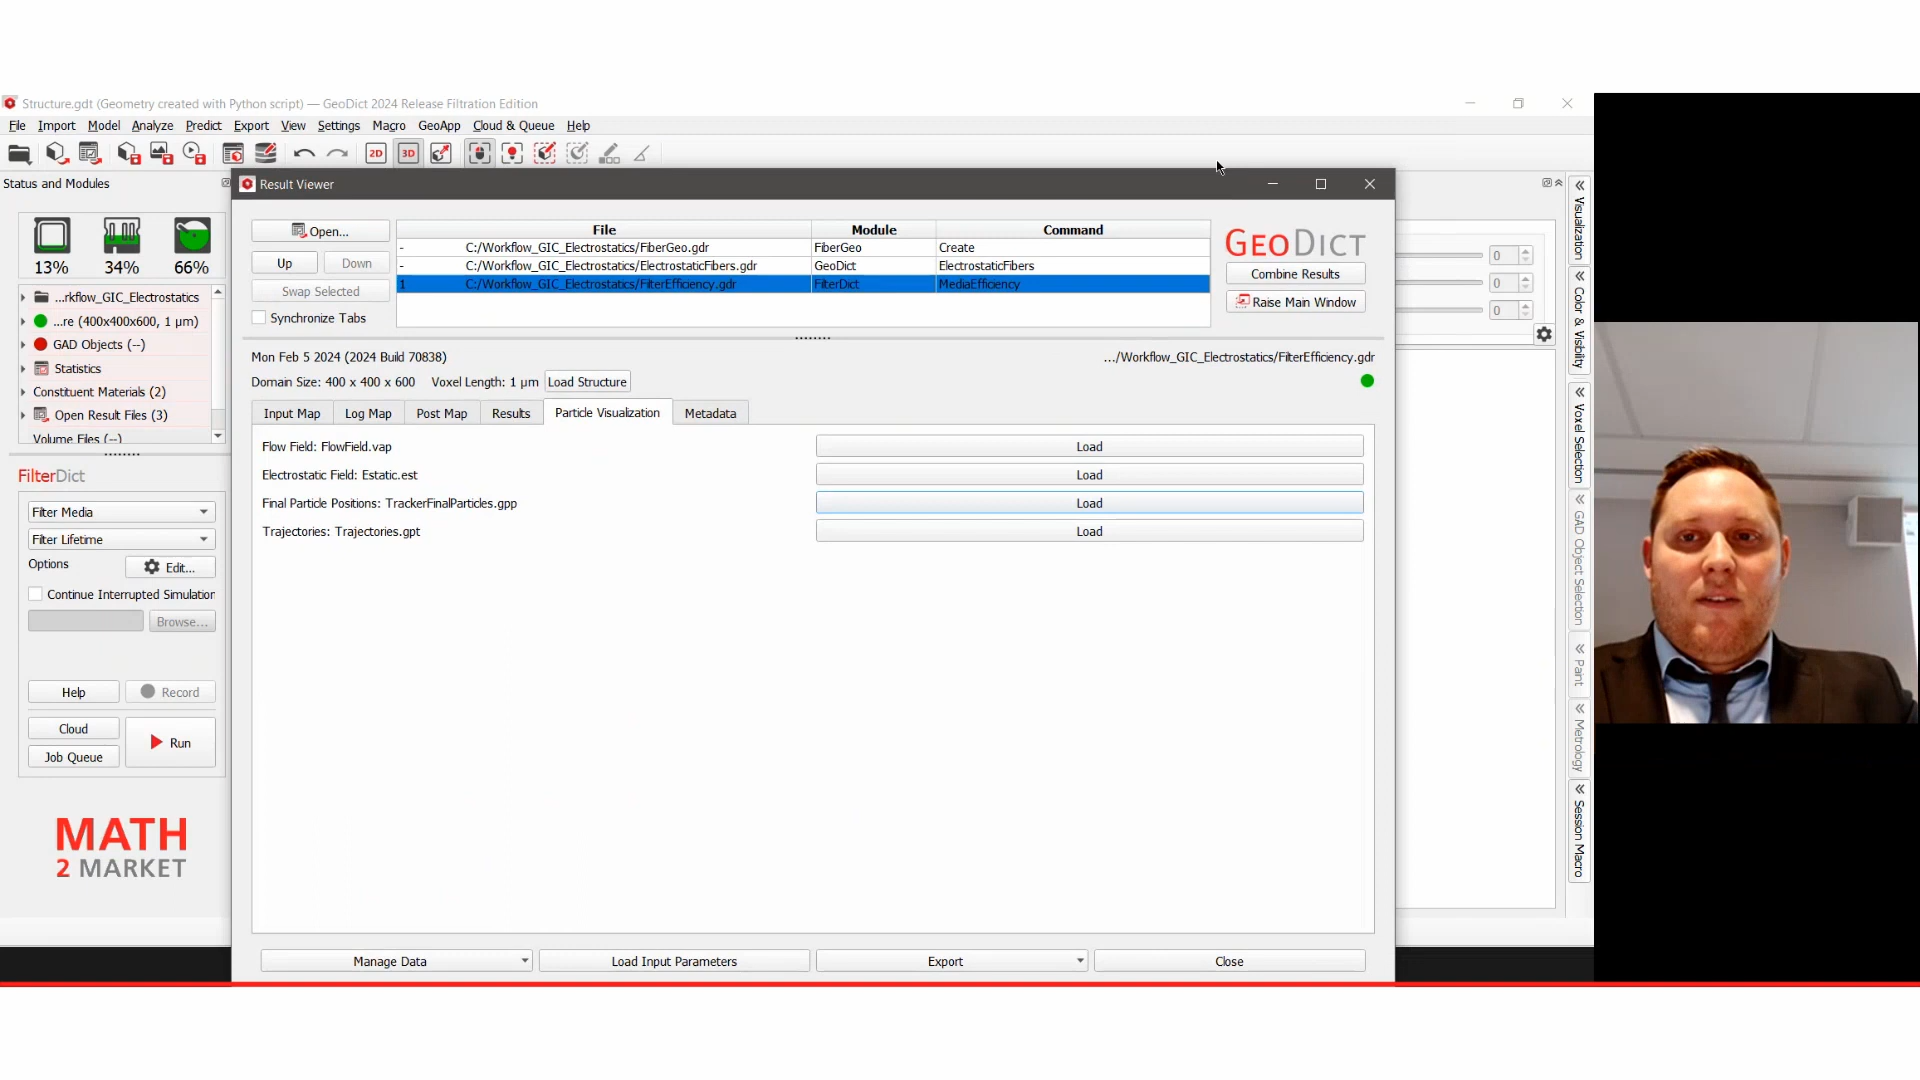 Structure.gdt (Geometry created with Python script) — GeoDict 2024 Release Filtration Edition
File Import Model Analyze Predict Export View Settings Macro GeoApp Cloud & Queue Help
2D 3D
Status and Modules
13% 34% 66%
...rkflow_GIC_Electrostatics
...re (400x400x600, 1 µm)
GAD Objects (--)
Statistics
Constituent Materials (2)
Open Result Files (3)
Volume Files (--)
FilterDict
Filter Media
Filter Lifetime
Options Edit...
Continue Interrupted Simulation
Browse...
Help Record
Cloud
Run
Job Queue
MATH
2 MARKET
Result Viewer
Open...
Up Down
Swap Selected
Synchronize Tabs
File Module Command
- C:/Workflow_GIC_Electrostatics/FiberGeo.gdr FiberGeo Create
- C:/Workflow_GIC_Electrostatics/ElectrostaticFibers.gdr GeoDict ElectrostaticFibers
1 C:/Workflow_GIC_Electrostatics/FilterEfficiency.gdr FilterDict MediaEfficiency
GEODICT
Combine Results
Raise Main Window
Mon Feb 5 2024 (2024 Build 70838) .../Workflow_GIC_Electrostatics/FilterEfficiency.gdr
Domain Size: 400 x 400 x 600 Voxel Length: 1 µm Load Structure
Input Map Log Map Post Map Results Particle Visualization Metadata
Flow Field: FlowField.vap Load
Electrostatic Field: Estatic.est Load
Final Particle Positions: TrackerFinalParticles.gpp Load
Trajectories: Trajectories.gpt Load
Manage Data Load Input Parameters Export Close
0
0
0
Visualization
Color & Visibility
Voxel Selection
GAD Object Selection
Paint
Metrology
Session Macro